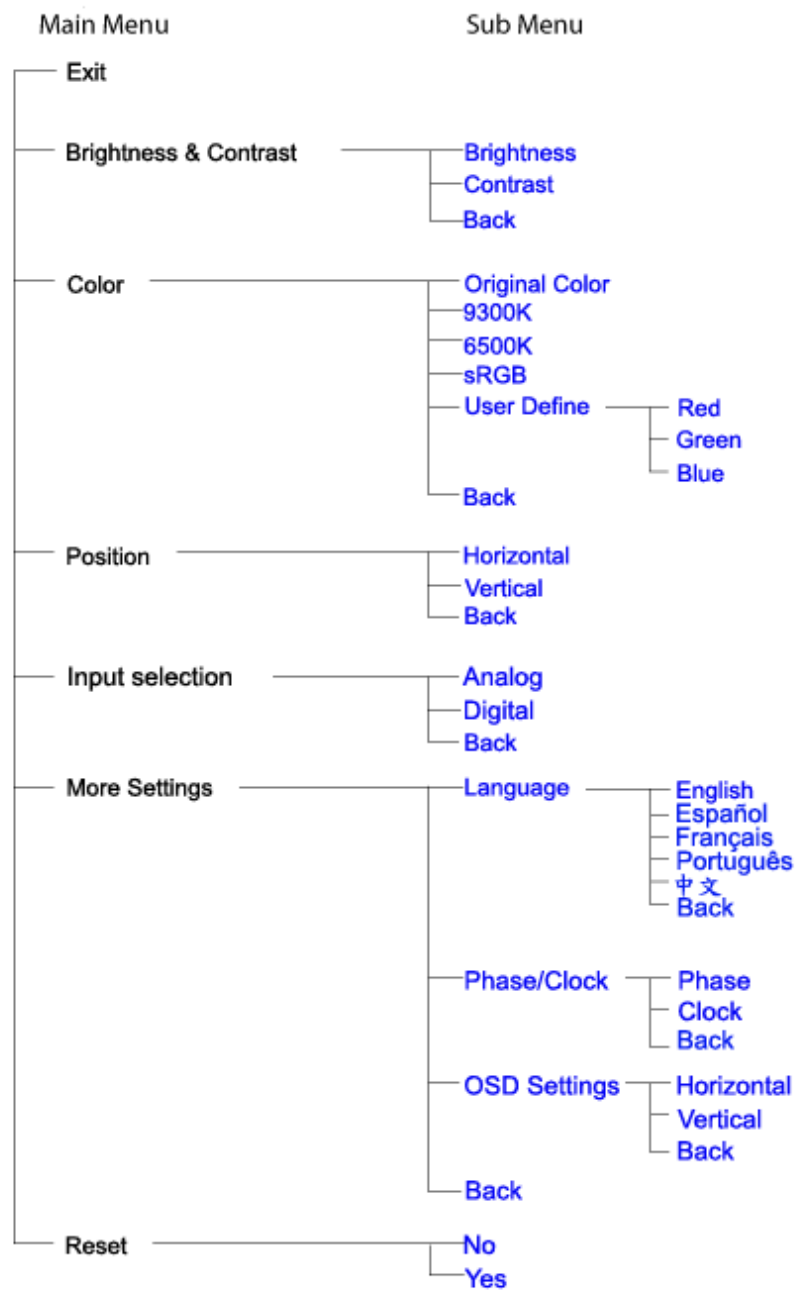 Main Menu Sub Menu
Exit
Brightness & Contrast Brightness
Contrast
Back
Color Original Color
9300K
6500K
sRGB
User Define Red
Green
Blue
Back
Position Horizontal
Vertical
Back
Input selection Analog
Digital
Back
More Settings Language English
Español
Français
Português
中文
Back
Phase/Clock Phase
Clock
Back
OSD Settings Horizontal
Vertical
Back
Back
Reset No
Yes